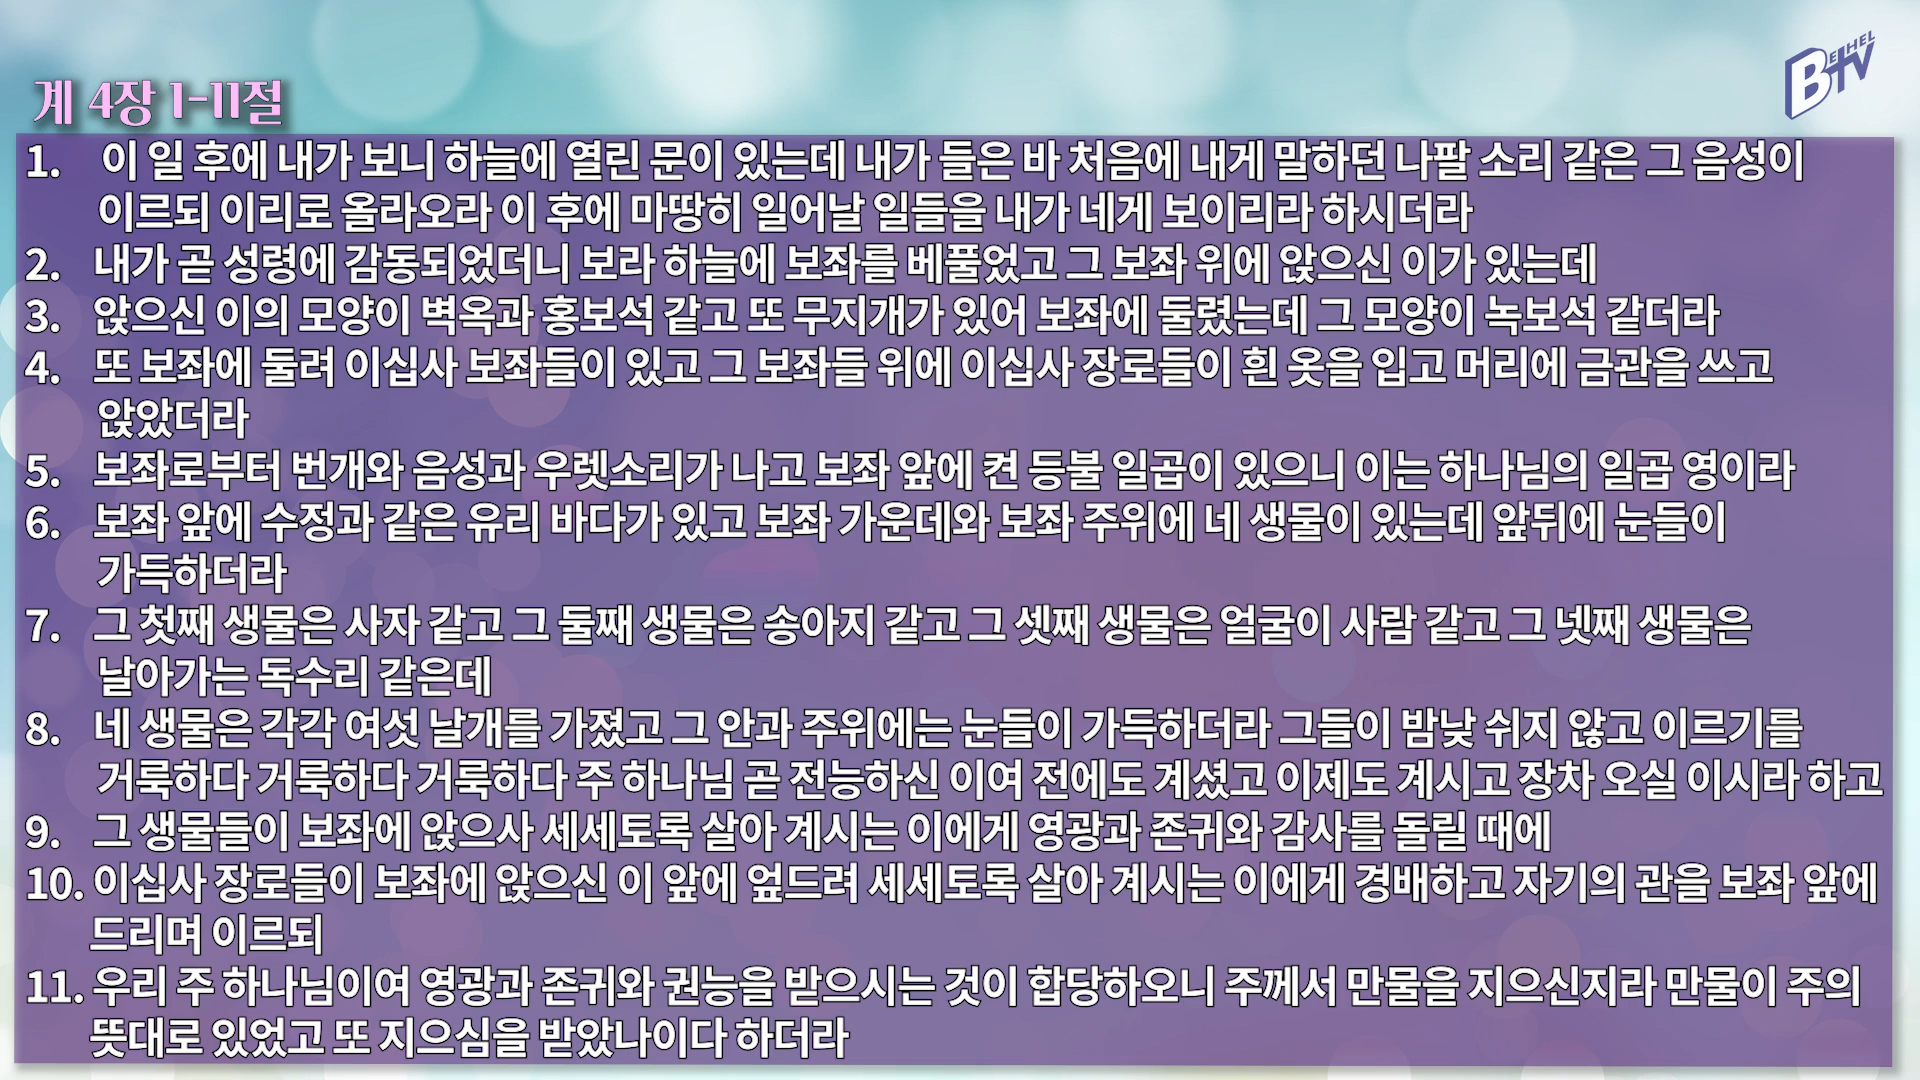 BETHEL TV
계 4장 1-11절
1. 이 일 후에 내가 보니 하늘에 열린 문이 있는데 내가 들은 바 처음에 내게 말하던 나팔 소리 같은 그 음성이
이르되 이리로 올라오라 이 후에 마땅히 일어날 일들을 내가 네게 보이리라 하시더라
2. 내가 곧 성령에 감동되었더니 보라 하늘에 보좌를 베풀었고 그 보좌 위에 앉으신 이가 있는데
3. 앉으신 이의 모양이 벽옥과 홍보석 같고 또 무지개가 있어 보좌에 둘렸는데 그 모양이 녹보석 같더라
4. 또 보좌에 둘려 이십사 보좌들이 있고 그 보좌들 위에 이십사 장로들이 흰 옷을 입고 머리에 금관을 쓰고
앉았더라
5. 보좌로부터 번개와 음성과 우렛소리가 나고 보좌 앞에 켠 등불 일곱이 있으니 이는 하나님의 일곱 영이라
6. 보좌 앞에 수정과 같은 유리 바다가 있고 보좌 가운데와 보좌 주위에 네 생물이 있는데 앞뒤에 눈들이
가득하더라
7. 그 첫째 생물은 사자 같고 그 둘째 생물은 송아지 같고 그 셋째 생물은 얼굴이 사람 같고 그 넷째 생물은
날아가는 독수리 같은데
8. 네 생물은 각각 여섯 날개를 가졌고 그 안과 주위에는 눈들이 가득하더라 그들이 밤낮 쉬지 않고 이르기를
거룩하다 거룩하다 거룩하다 주 하나님 곧 전능하신 이여 전에도 계셨고 이제도 계시고 장차 오실 이시라 하고
9. 그 생물들이 보좌에 앉으사 세세토록 살아 계시는 이에게 영광과 존귀와 감사를 돌릴 때에
10. 이십사 장로들이 보좌에 앉으신 이 앞에 엎드려 세세토록 살아 계시는 이에게 경배하고 자기의 관을 보좌 앞에
드리며 이르되
11. 우리 주 하나님이여 영광과 존귀와 권능을 받으시는 것이 합당하오니 주께서 만물을 지으신지라 만물이 주의
뜻대로 있었고 또 지으심을 받았나이다 하더라